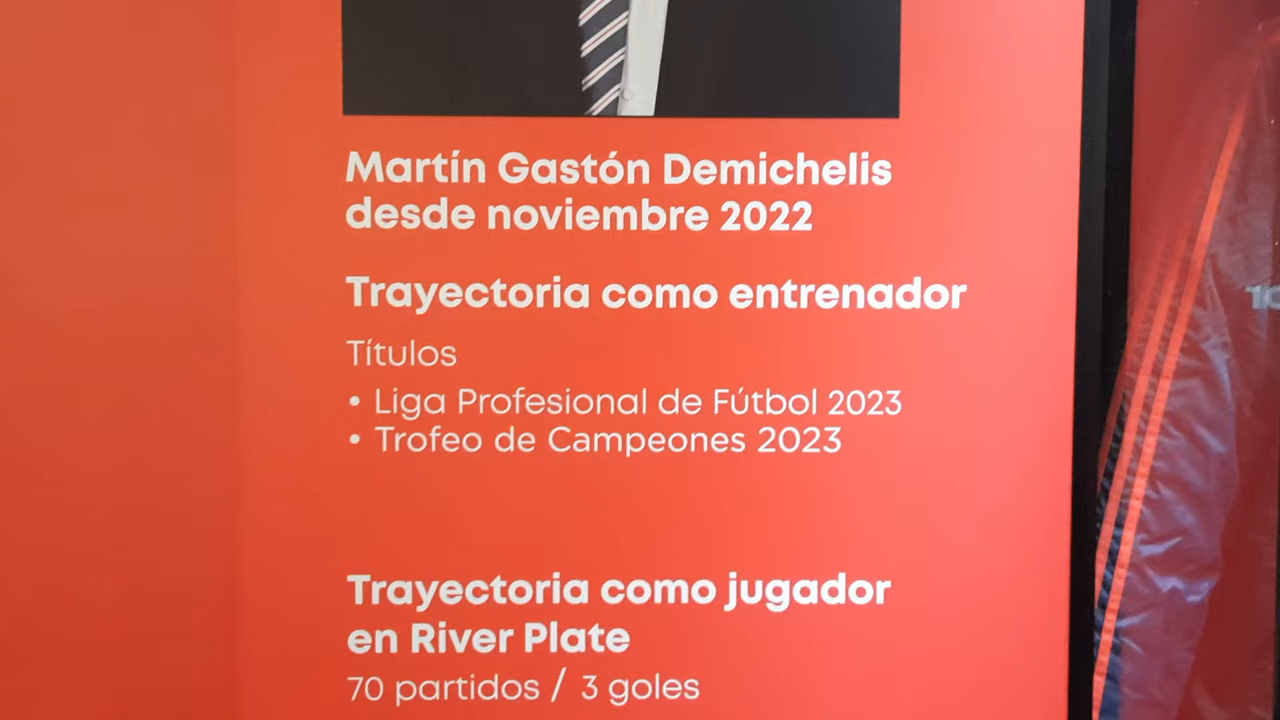 Martín Gastón Demichelis
desde noviembre 2022
Trayectoria como entrenador
Títulos
• Liga Profesional de Fútbol 2023
• Trofeo de Campeones 2023
Trayectoria como jugador
en River Plate
70 partidos / 3 goles